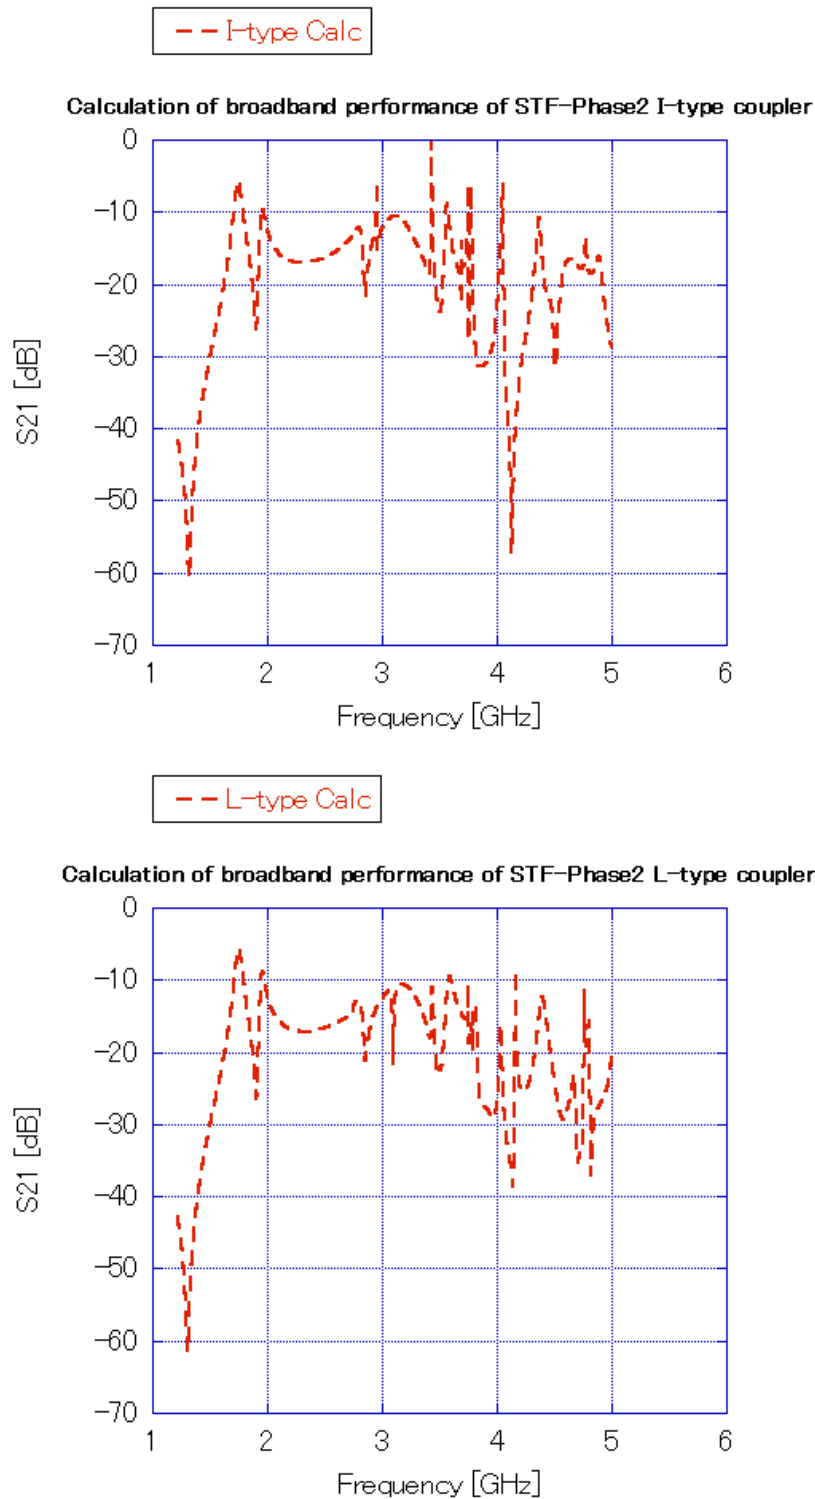 I-type Calc
Calculation of broadband performance of STF-Phase2 I-type coupler
0
-10
-20
-30
-40
-50
-60
-70
S21 [dB]
1 2 3 4 5 6
Frequency [GHz]
L-type Calc
Calculation of broadband performance of STF-Phase2 L-type coupler
0
-10
-20
-30
-40
-50
-60
-70
S21 [dB]
1 2 3 4 5 6
Frequency [GHz]